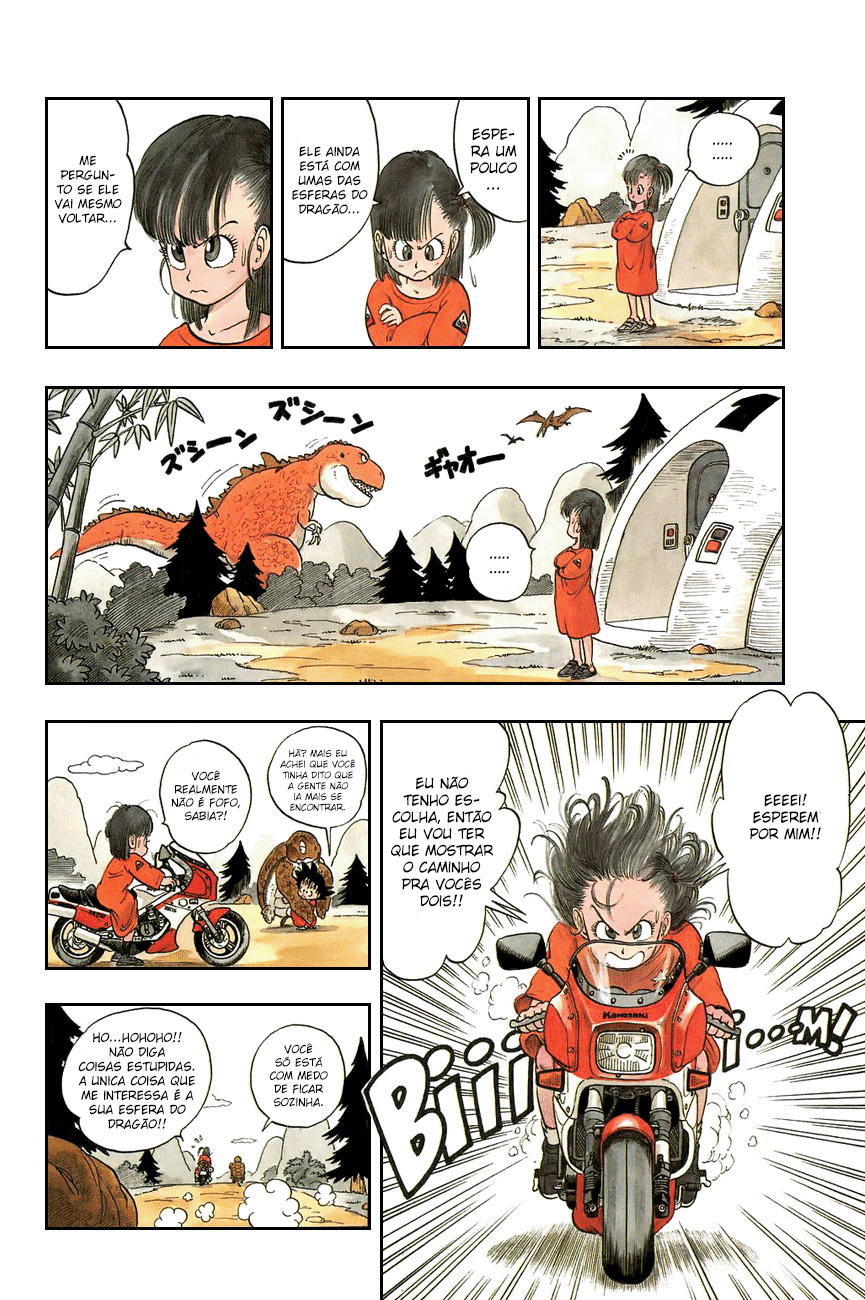 .....
.....
ESPE-
RA UM
POUCO
...
ELE AINDA
ESTÁ COM
UMAS DAS
ESFERAS DO
DRAGÃO...
ME
PERGUN-
TO SE ELE
VAI MESMO
VOLTAR...
ズシーン
ズシーン
ギャオー
.....
.....
EEEEI!
ESPEREM
POR MIM!!
EU NÃO
TENHO ES-
COLHA, ENTÃO
EU VOU TER
QUE MOSTRAR
O CAMINHO
PRA VOCÊS
DOIS!!
Kawasaki
Biii
i...M!
HÃ? MAIS EU
ACHEI QUE VOCÊ
TINHA DITO QUE
A GENTE NÃO
IA MAIS SE
ENCONTRAR.
VOCÊ
REALMENTE
NÃO É FOFO,
SABIA?!
VOCÊ
SÓ ESTÁ
COM MEDO
DE FICAR
SOZINHA.
HO...HOHOHO!!
NÃO DIGA
COISAS ESTUPIDAS.
A UNICA COISA QUE
ME INTERESSA É A
SUA ESFERA DO
DRAGÃO!!